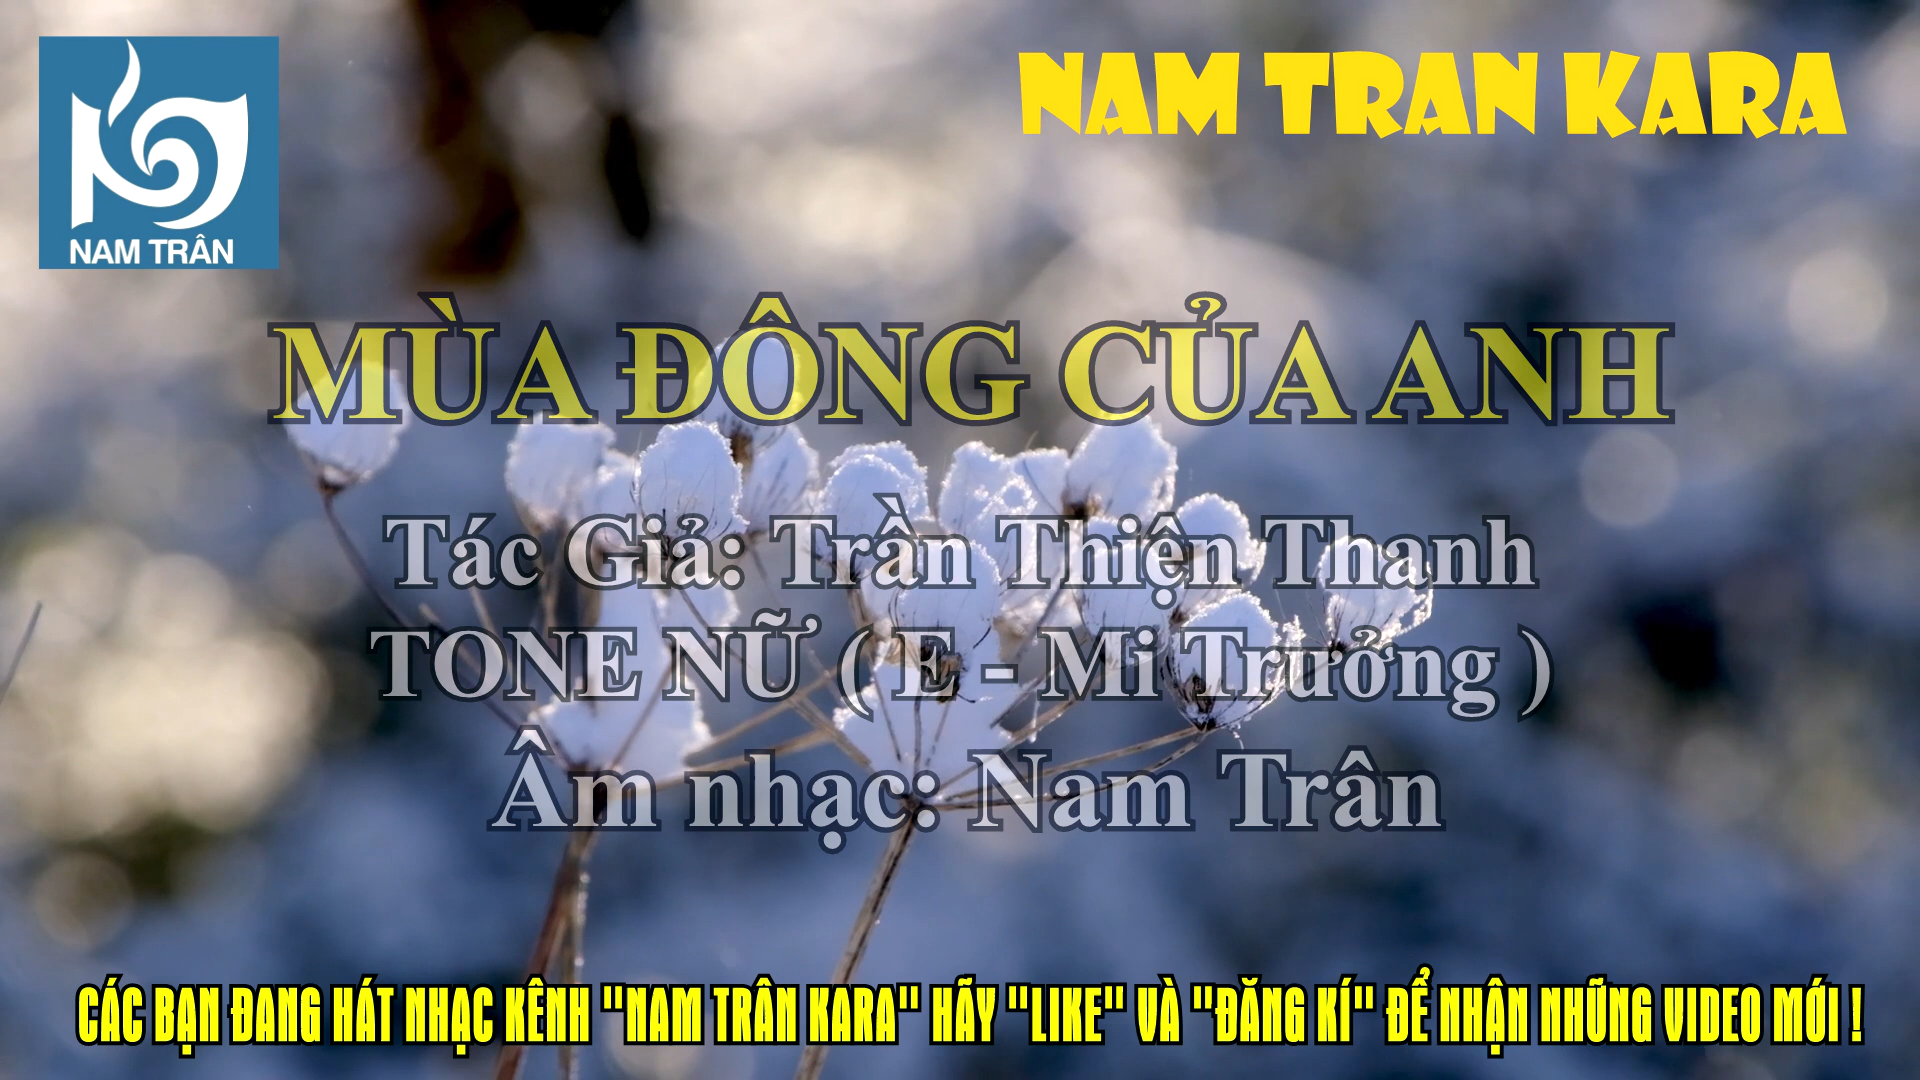 NAM TRAN KARA
NAM TRÂN
MÙA ĐÔNG CỦA ANH
Tác Giả: Trần Thiện Thanh
TONE NỮ ( E - Mi Trưởng )
Âm nhạc: Nam Trân
CÁC BẠN ĐANG HÁT NHẠC KÊNH "NAM TRÂN KARA" HÃY "LIKE" VÀ "ĐĂNG KÍ" ĐỂ NHẬN NHỮNG VIDEO MỚI !